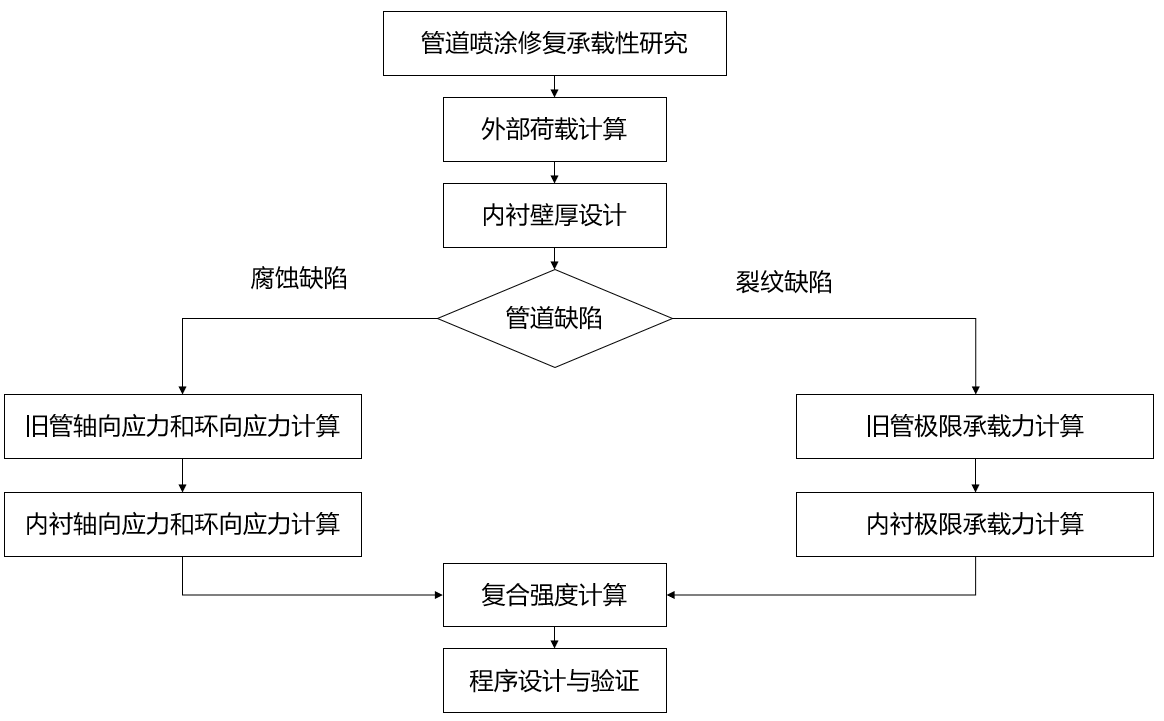 管道喷涂修复承载性研究
外部荷载计算
内衬壁厚设计
腐蚀缺陷
裂纹缺陷
管道缺陷
旧管轴向应力和环向应力计算
旧管极限承载力计算
内衬轴向应力和环向应力计算
内衬极限承载力计算
复合强度计算
程序设计与验证